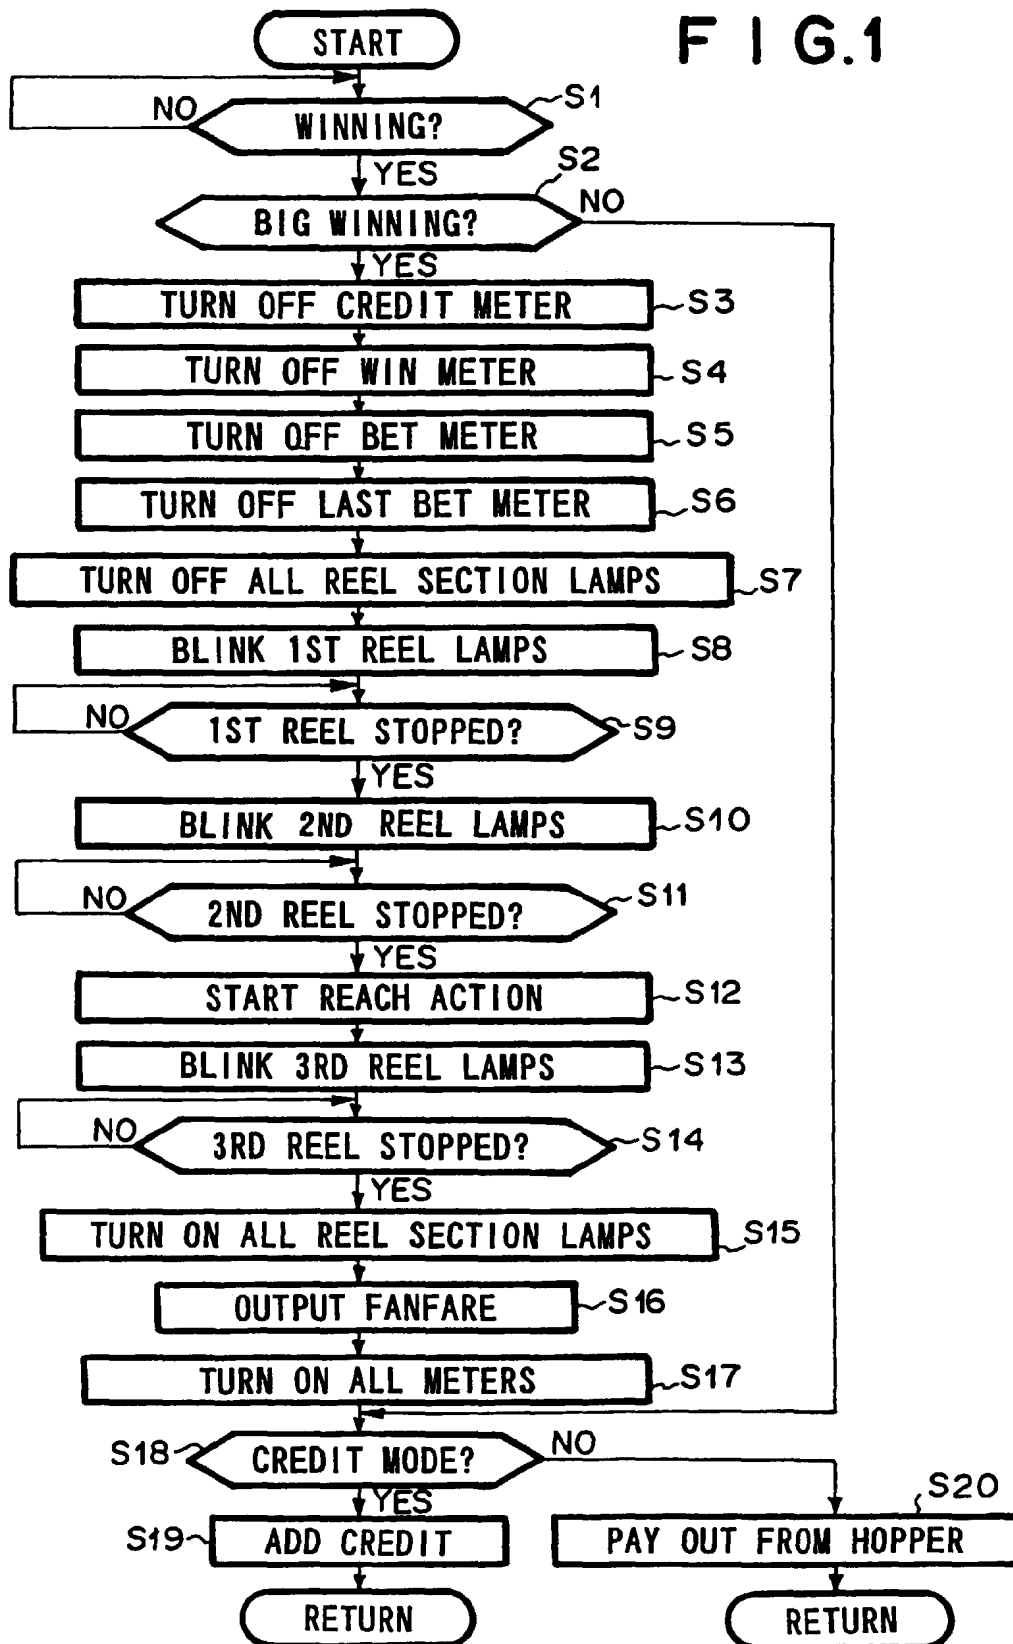 FIG.1
START
NO
S1
WINNING?
YES
S2
BIG WINNING?
NO
YES
TURN OFF CREDIT METER
S3
TURN OFF WIN METER
S4
TURN OFF BET METER
S5
TURN OFF LAST BET METER
S6
TURN OFF ALL REEL SECTION LAMPS
S7
BLINK 1ST REEL LAMPS
S8
NO
1ST REEL STOPPED?
S9
YES
BLINK 2ND REEL LAMPS
S10
NO
2ND REEL STOPPED?
S11
YES
START REACH ACTION
S12
BLINK 3RD REEL LAMPS
S13
NO
3RD REEL STOPPED?
S14
YES
TURN ON ALL REEL SECTION LAMPS
S15
OUTPUT FANFARE
S16
TURN ON ALL METERS
S17
S18
CREDIT MODE?
NO
YES
S19
ADD CREDIT
S20
PAY OUT FROM HOPPER
RETURN
RETURN